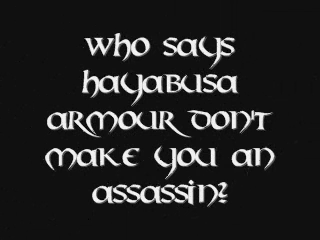 WHO SAYS
HAYABUSA
ARMOUR DON'T
MAKE YOU AN
ASSASSIN?